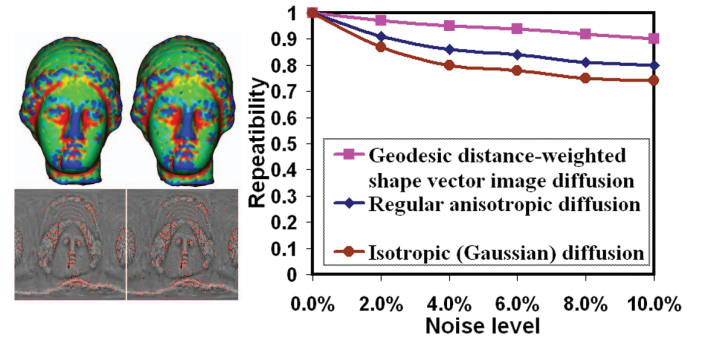 1
0.9
0.8
0.7
0.6
0.5
0.4
0.3
0.2
0.1
0
Repeatibility
Geodesic distance-weighted
shape vector image diffusion
Regular anisotropic diffusion
Isotropic (Gaussian) diffusion
0.0% 2.0% 4.0% 6.0% 8.0% 10.0%
Noise level